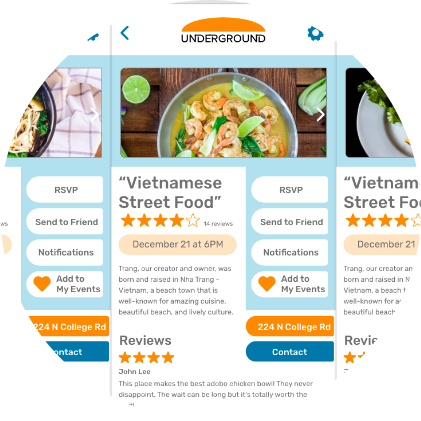 UNDERGROUND
ws
RSVP
Send to Friend
Notifications
Add to
My Events
224 N College Rd
ontact
“Vietnamese
Street Food”
14 reviews
December 21 at 6PM
Trang, our creator and owner, was
born and raised in Nha Trang -
Vietnam, a beach town that is
well-known for amazing cuisine,
beautiful beach, and lively culture.
Reviews
John Lee
This place makes the best adobo chicken bowl! They never
disappoint. The wait can be long but it's totally worth the
RSVP
Send to Friend
Notifications
Add to
My Events
224 N College Rd
Contact
“Vietnam
Street Fo
December 21
Trang, our creator an
born and raised in N
Vietnam, a beach t
well-known for ar
beautiful beach
Revie